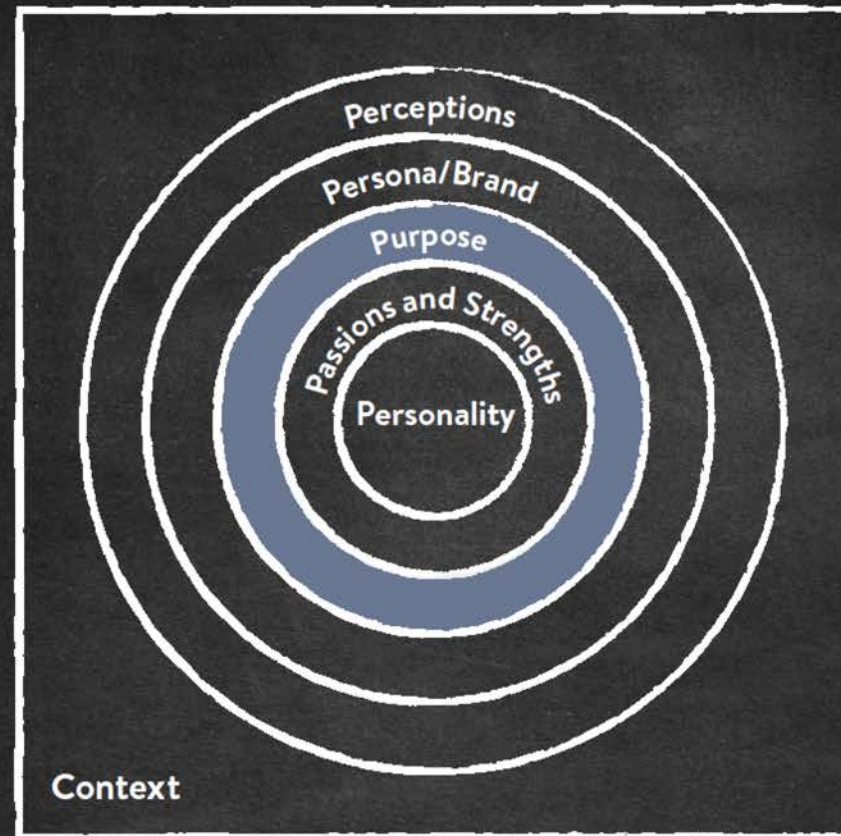 Perceptions
Persona/Brand
Purpose
Passions and Strengths
Personality
Context